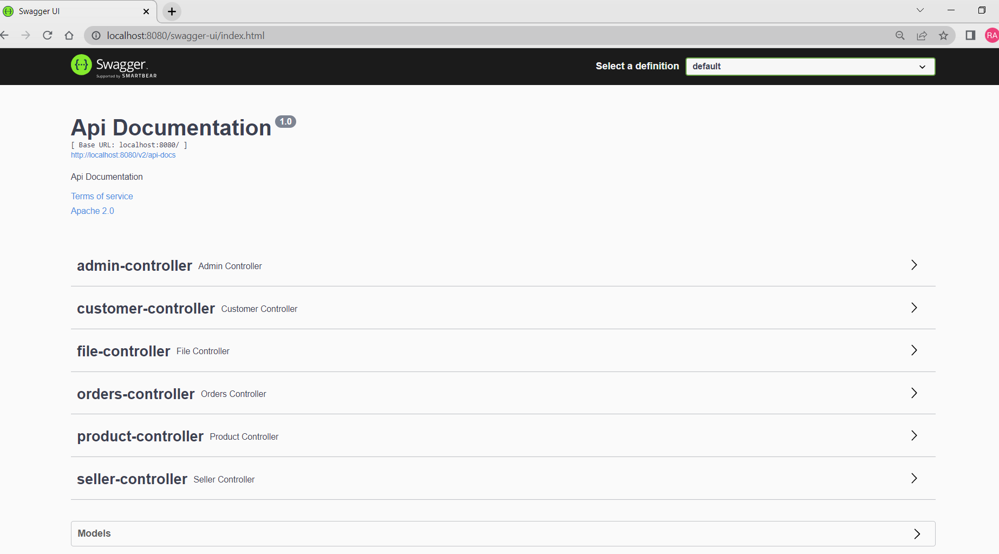 Swagger UI
localhost:8080/swagger-ui/index.html
RA
Swagger
Supported by SMARTBEAR
Select a definition
default
Api Documentation 1.0
[ Base URL: localhost:8080/ ]
http://localhost:8080/v2/api-docs
Api Documentation
Terms of service
Apache 2.0
admin-controller Admin Controller
customer-controller Customer Controller
file-controller File Controller
orders-controller Orders Controller
product-controller Product Controller
seller-controller Seller Controller
Models